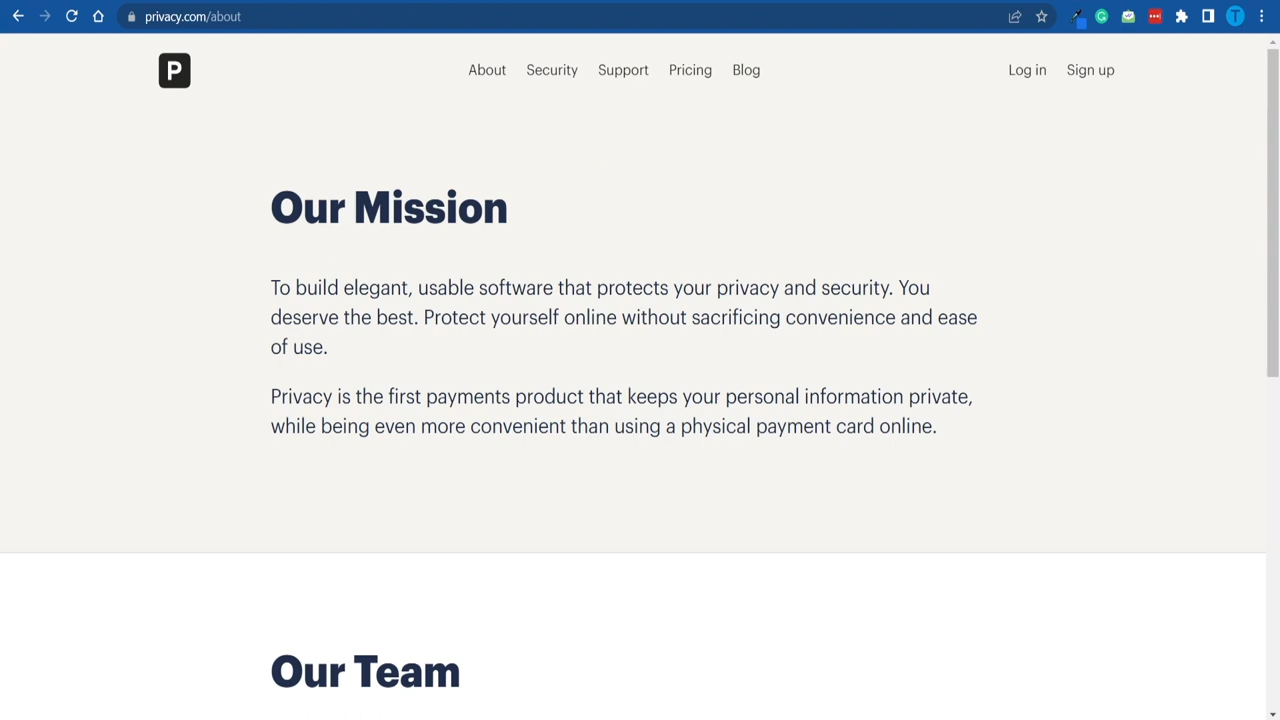 privacy.com/about
T
P
About Security Support Pricing Blog
Log in Sign up
Our Mission
To build elegant, usable software that protects your privacy and security. You
deserve the best. Protect yourself online without sacrificing convenience and ease
of use.
Privacy is the first payments product that keeps your personal information private,
while being even more convenient than using a physical payment card online.
Our Team